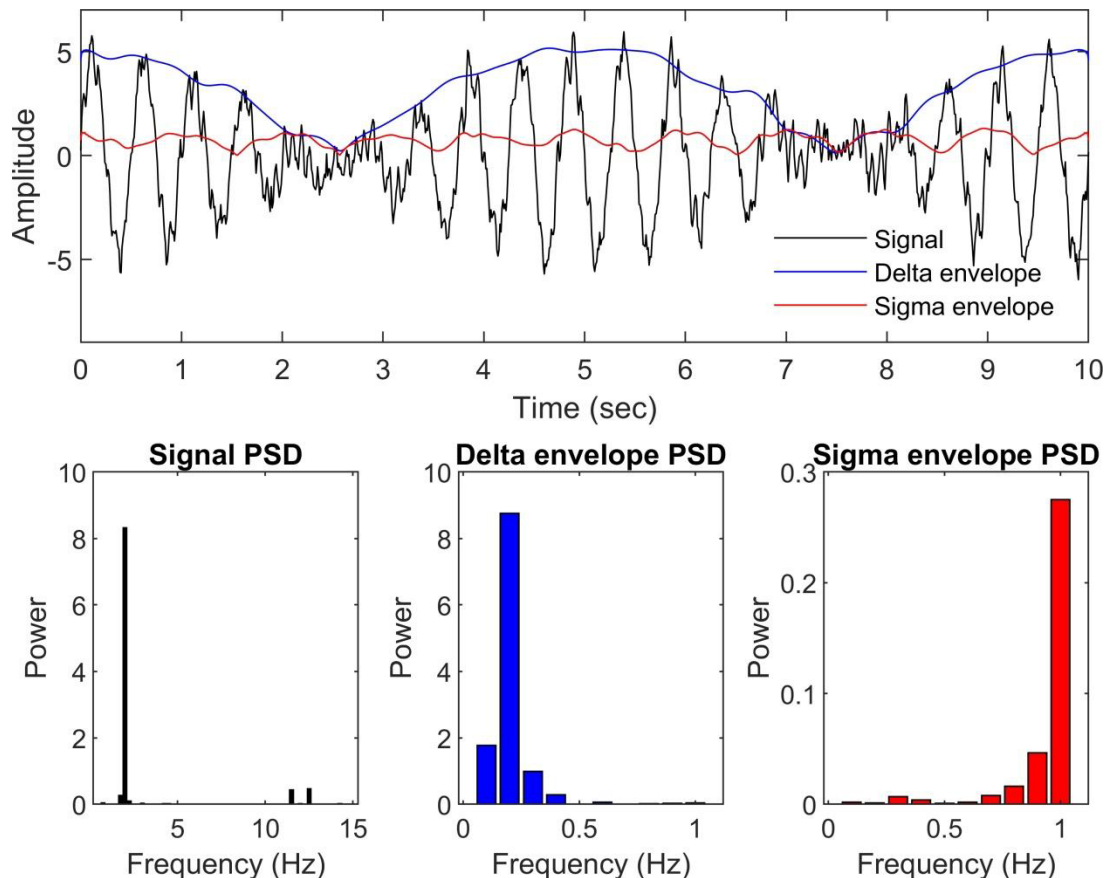 5
0
-5
Amplitude
Signal
Delta envelope
Sigma envelope
0 1 2 3 4 5 6 7 8 9 10
Time (sec)
Signal PSD
10
8
6
4
2
0
Power
5 10 15
Frequency (Hz)
Delta envelope PSD
10
8
6
4
2
0
Power
0 0.5 1
Frequency (Hz)
Sigma envelope PSD
0.3
0.2
0.1
0
Power
0 0.5 1
Frequency (Hz)